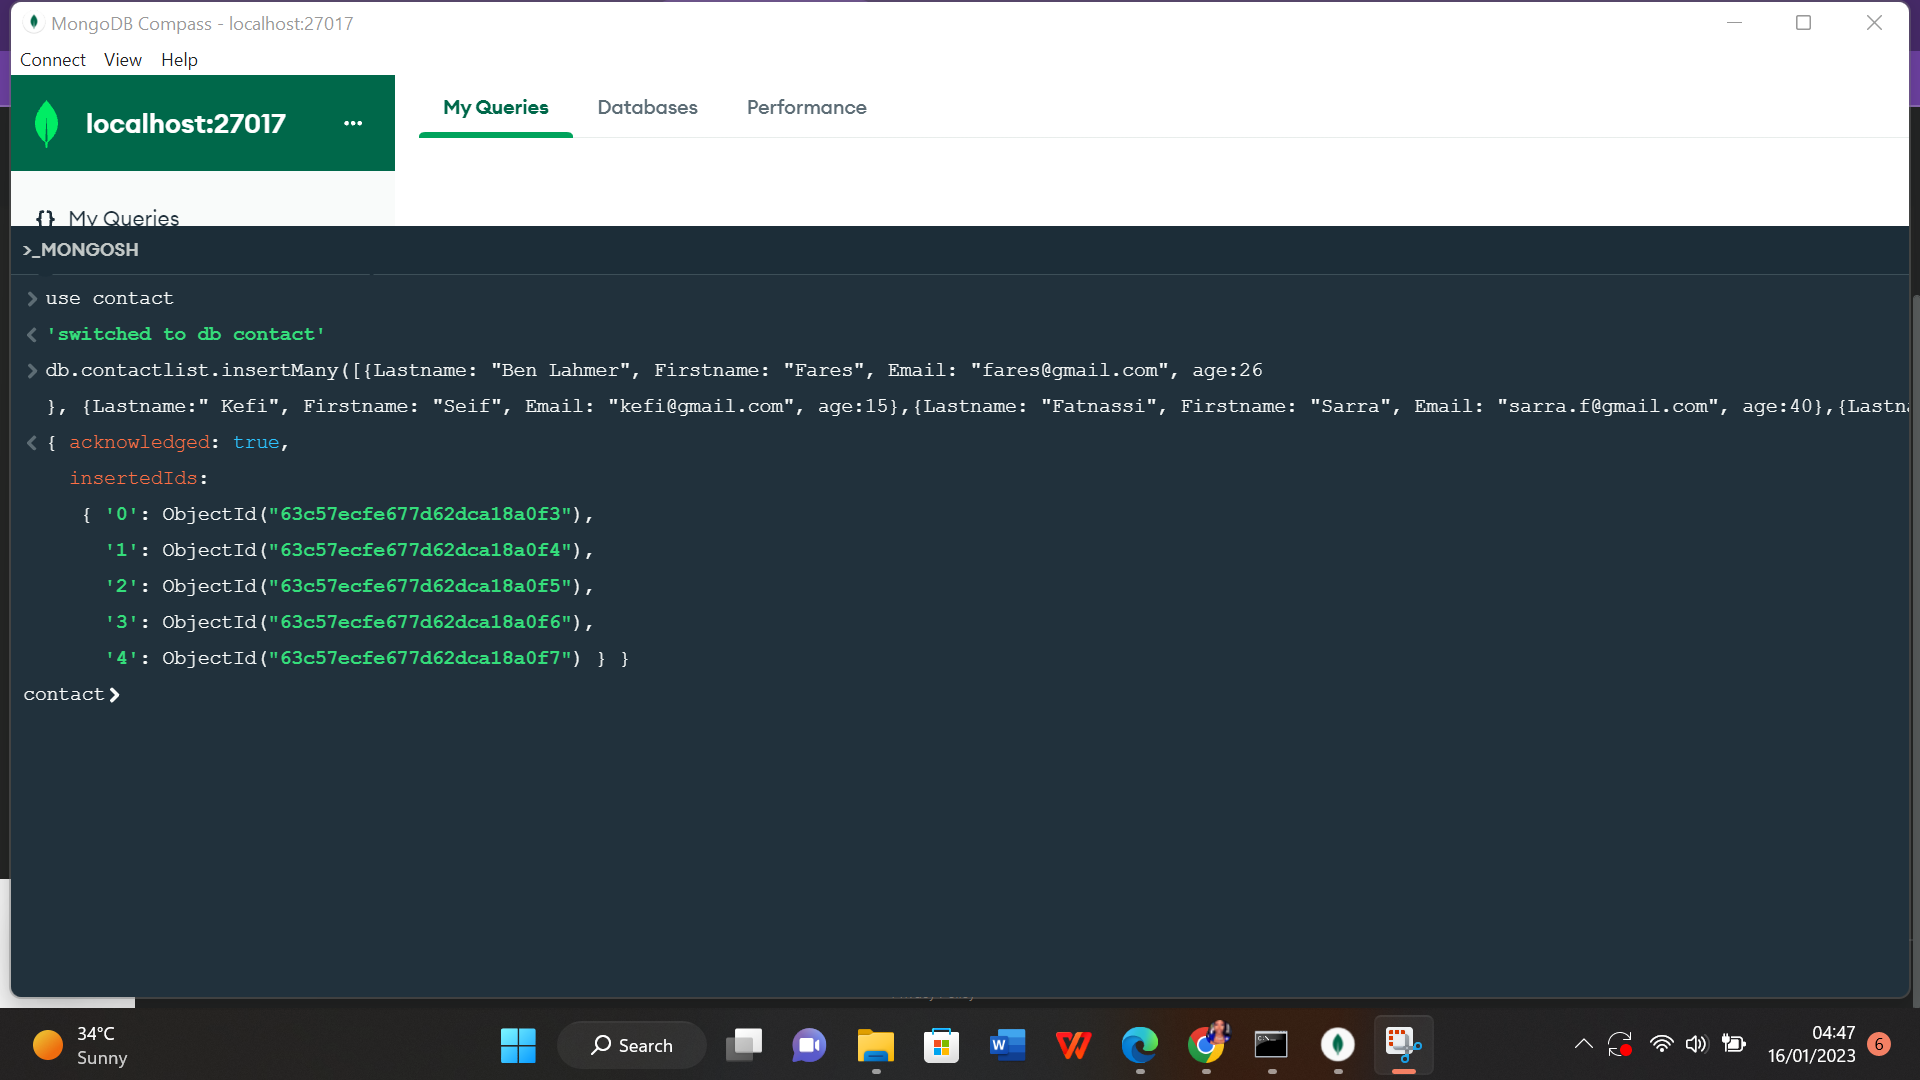 MongoDB Compass - localhost:27017
Connect View Help
localhost:27017
My Queries Databases Performance
{} My Queries
>_MONGOSH
> use contact
< 'switched to db contact'
> db.contactlist.insertMany([{Lastname: "Ben Lahmer", Firstname: "Fares", Email: "fares@gmail.com", age:26
}, {Lastname:" Kefi", Firstname: "Seif", Email: "kefi@gmail.com", age:15},{Lastname: "Fatnassi", Firstname: "Sarra", Email: "sarra.f@gmail.com", age:40},{Lastn
< { acknowledged: true,
insertedIds:
{ '0': ObjectId("63c57ecfe677d62dca18a0f3"),
'1': ObjectId("63c57ecfe677d62dca18a0f4"),
'2': ObjectId("63c57ecfe677d62dca18a0f5"),
'3': ObjectId("63c57ecfe677d62dca18a0f6"),
'4': ObjectId("63c57ecfe677d62dca18a0f7") } }
contact>
34°C
Sunny
Search
04:47
16/01/2023
6